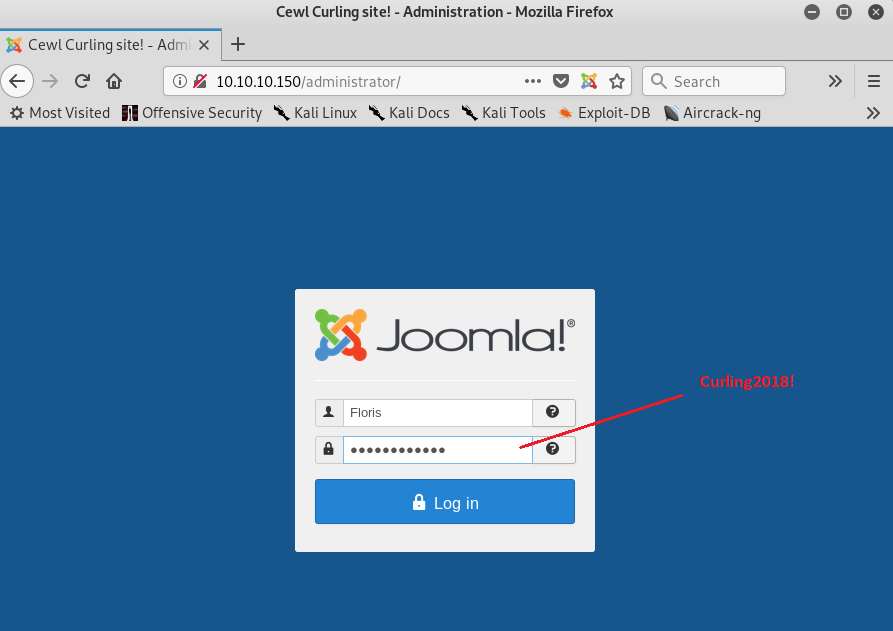 Cewl Curling site! - Administration - Mozilla Firefox
Cewl Curling site! - Admi
10.10.10.150/administrator/
Search
Most Visited
Offensive Security
Kali Linux
Kali Docs
Kali Tools
Exploit-DB
Aircrack-ng
Joomla!®
Curling2018!
Floris
••••••••••••
Log in